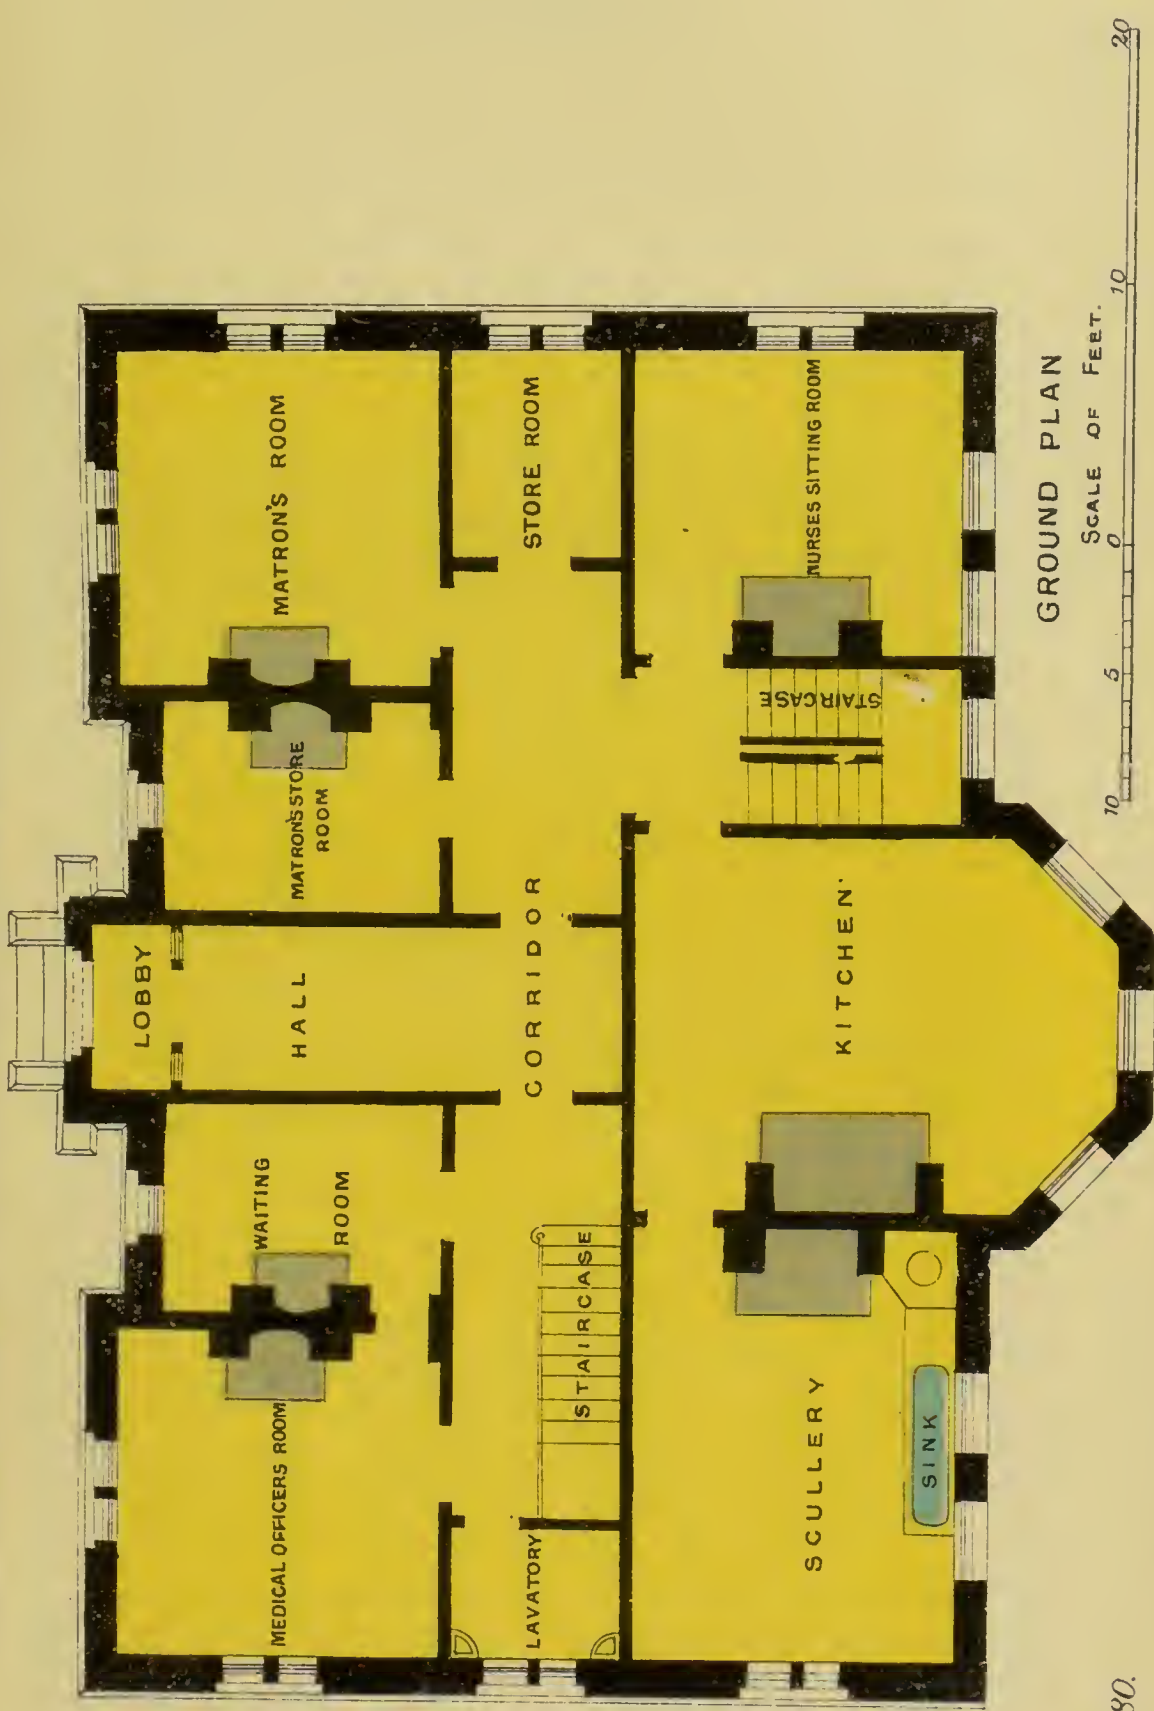 LOBBY
HALL
CORRIDOR
MEDICAL OFFICERS ROOM
WAITING
ROOM
MATRON'S STORE
ROOM
MATRON'S ROOM
LAVATORY
STAIRCASE
STORE ROOM
SCULLERY
SINK
KITCHEN
STAIRCASE
NURSES SITTING ROOM
GROUND PLAN
SCALE OF FEET.
10 5 0 10 20
80.